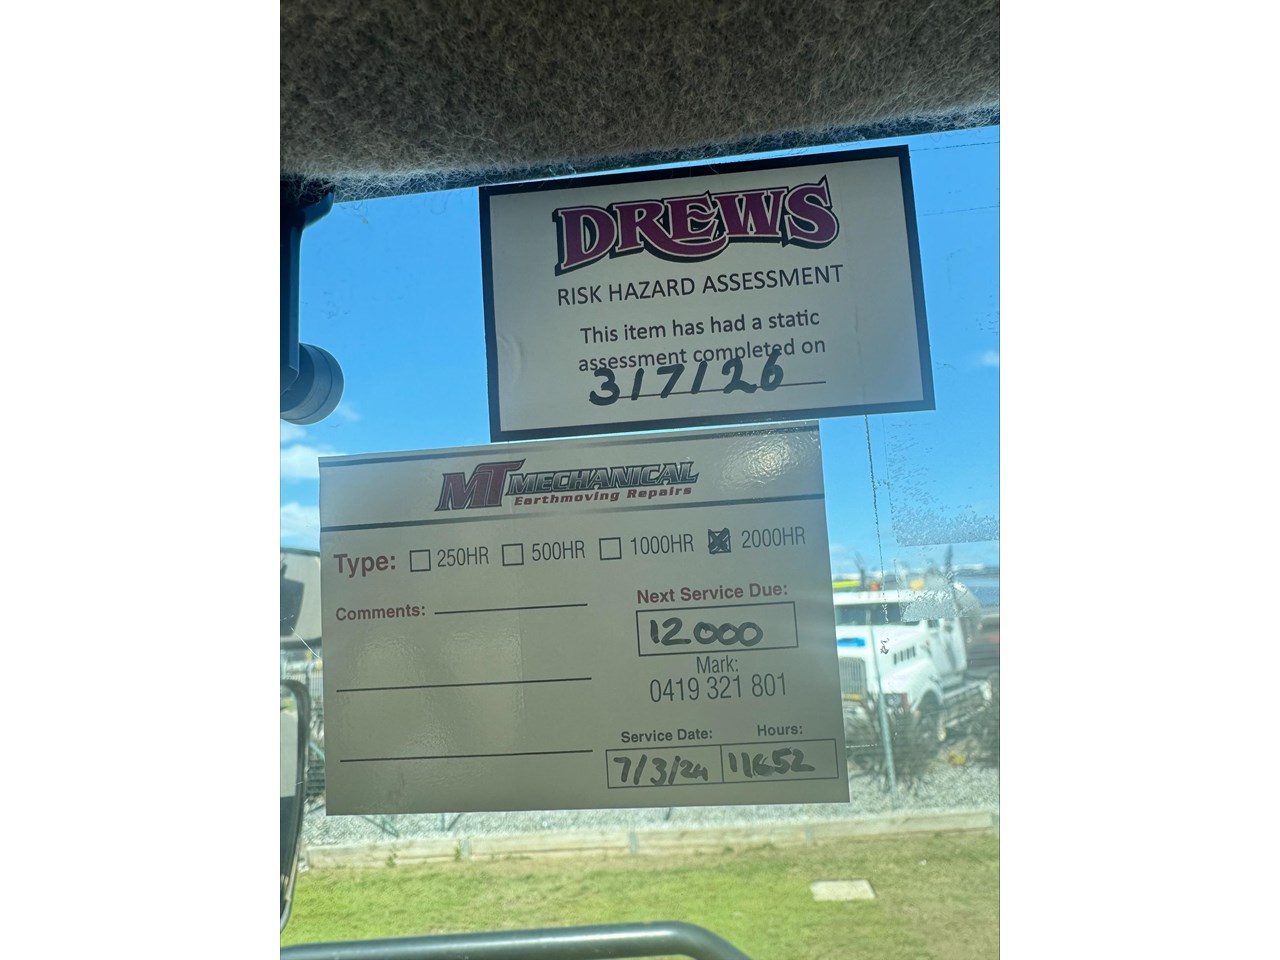 DREWS
RISK HAZARD ASSESSMENT
This item has had a static
assessment completed on
3/7/26
MT MECHANICAL
Earthmoving Repairs
Type: 250HR 500HR 1000HR 2000HR
Comments:
Next Service Due:
12000
Mark:
0419 321 801
Service Date: Hours:
7/3/24 11652